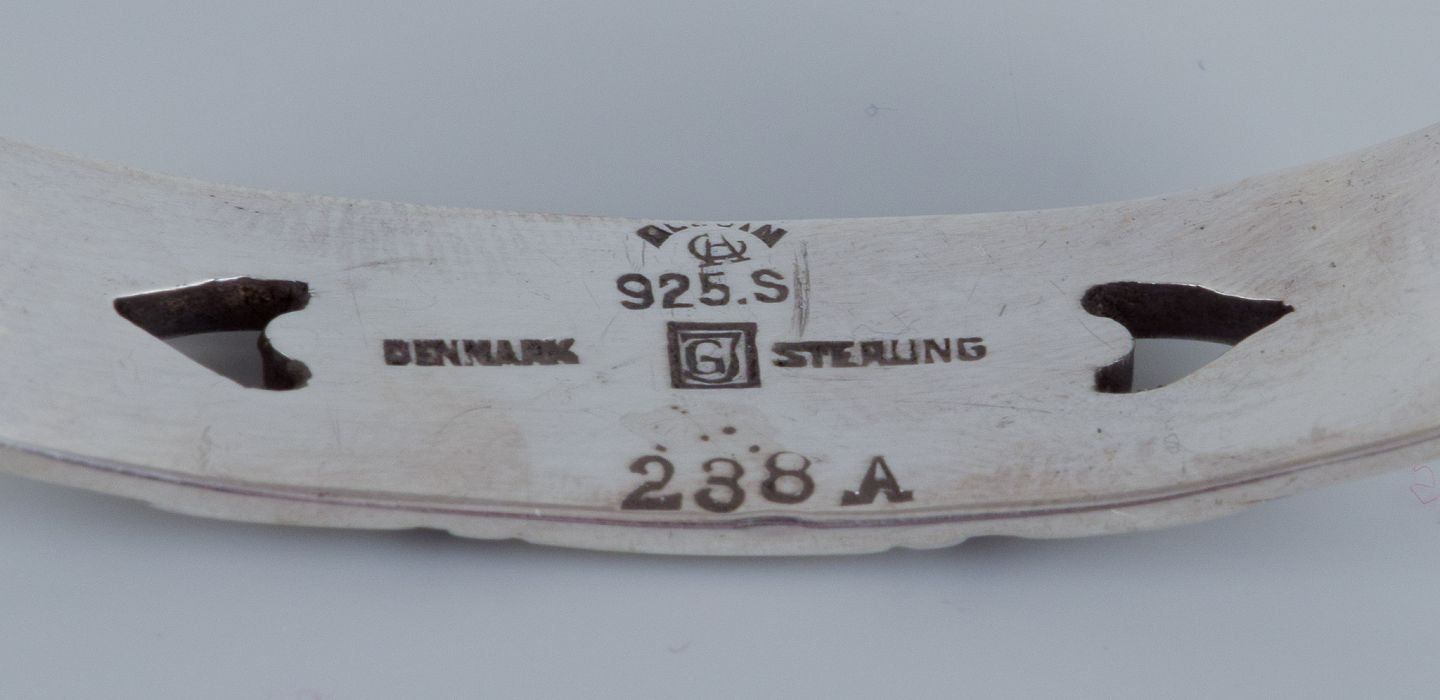 925.S
DENMARK G STERLING
238 A